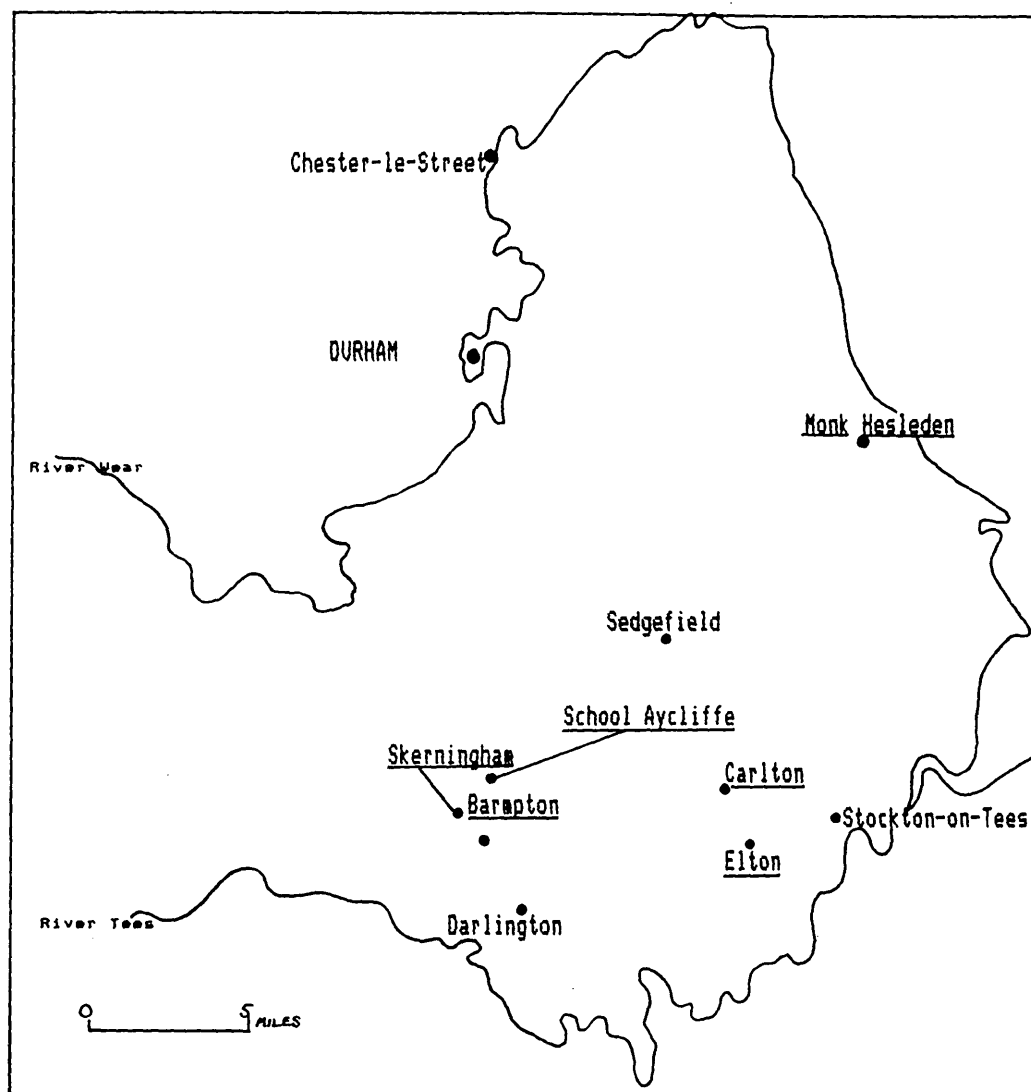 Chester-le-Street
DURHAM
Monk Hesleden
River Wear
Sedgefield
School Aycliffe
Skerningham
Carlton
Barmpton
Stockton-on-Tees
Elton
River Tees
Darlington
0 5 MILES